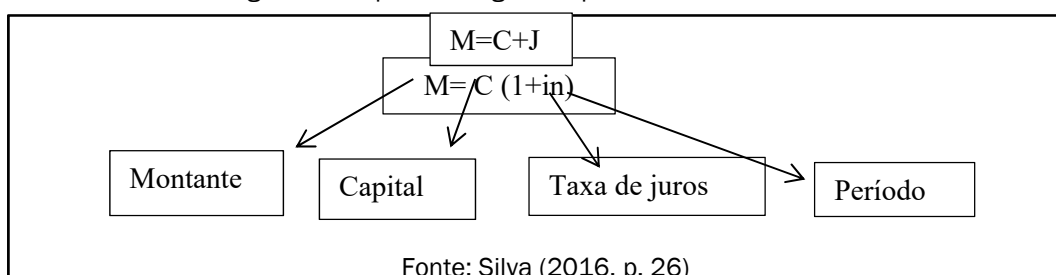 M=C+J
M= C (1+in)
Montante
Capital
Taxa de juros
Período
Fonte: Silva (2016, p. 26)